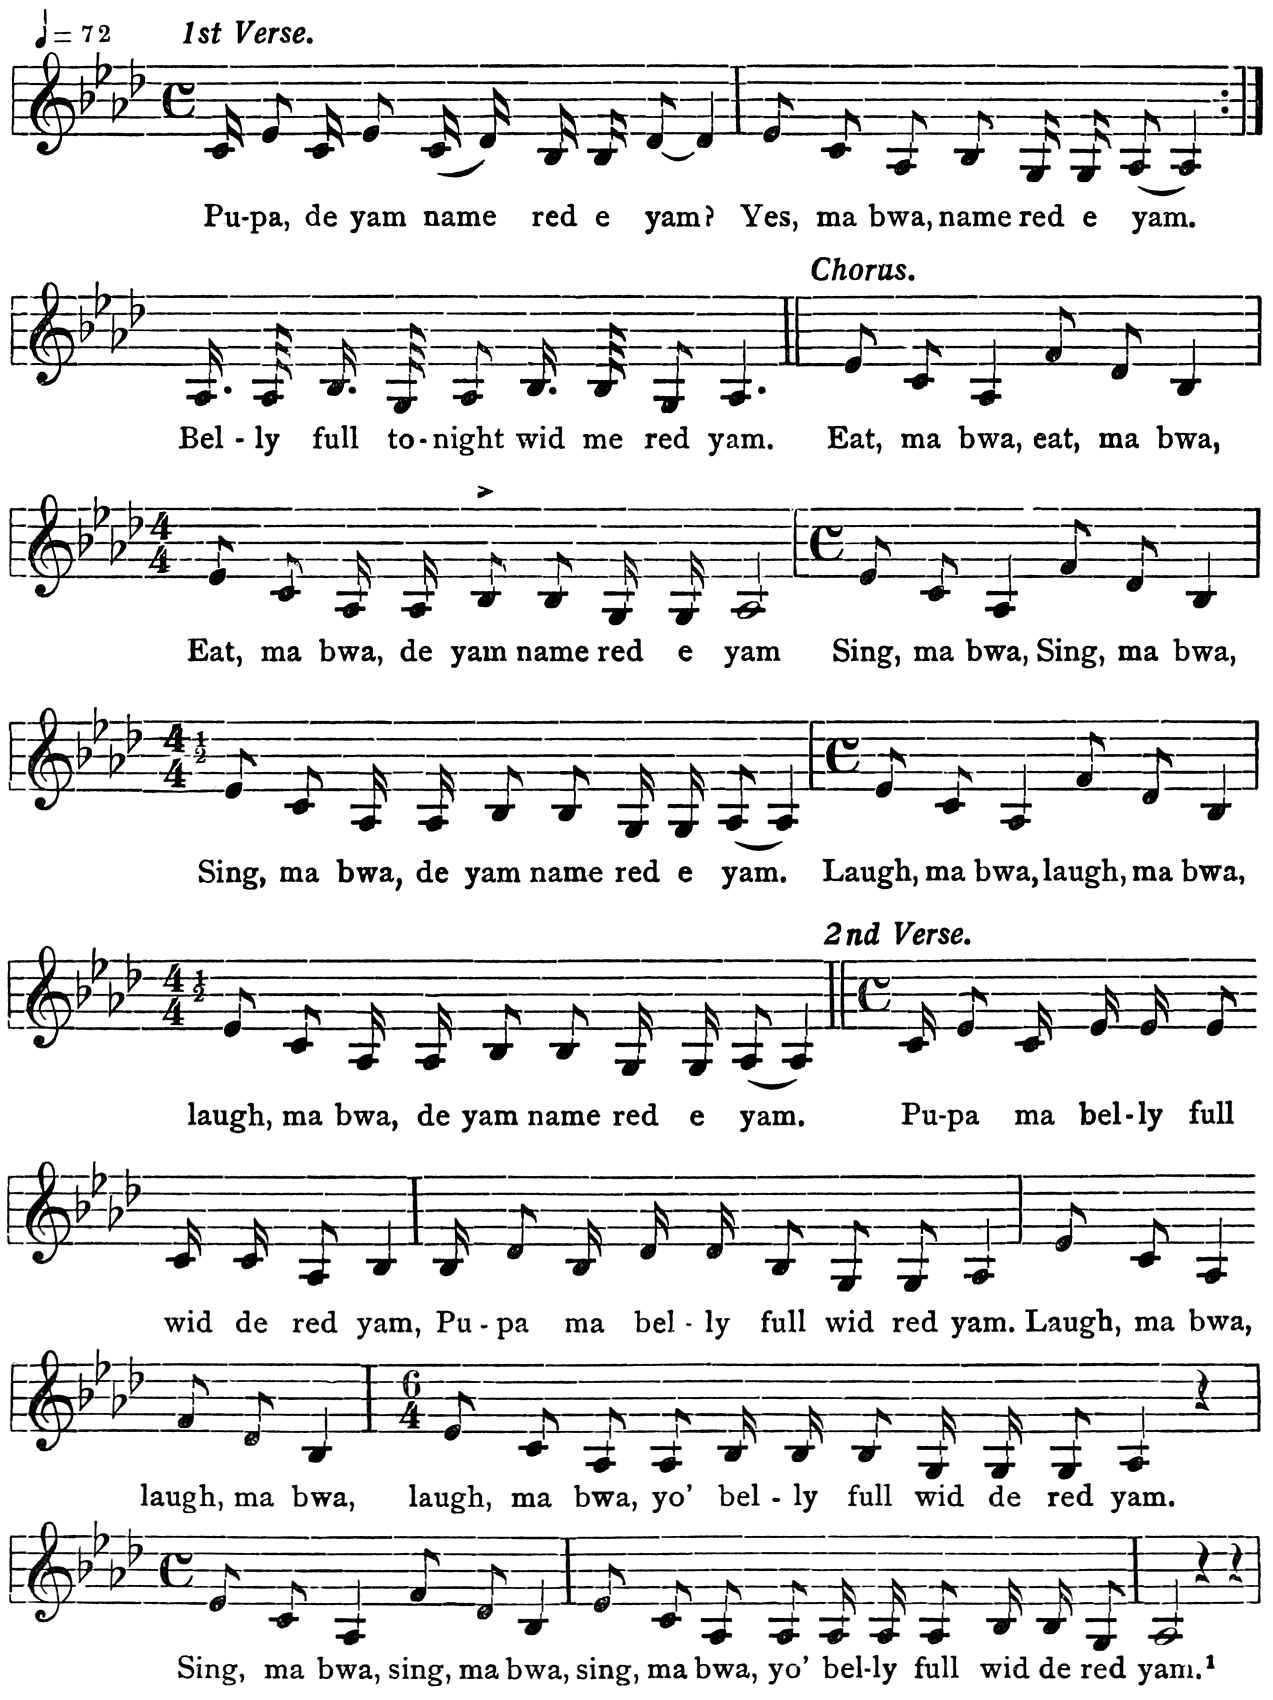 = 72 1st Verse.
Pu-pa, de yam name red e yam? Yes, ma bwa, name red e yam.
Chorus.
Bel - ly full to-night wid me red yam. Eat, ma bwa, eat, ma bwa,
4/4
Eat, ma bwa, de yam name red e yam Sing, ma bwa, Sing, ma bwa,
4 1/2 / 4
Sing, ma bwa, de yam name red e yam. Laugh, ma bwa, laugh, ma bwa,
2nd Verse.
4 1/2 / 4
laugh, ma bwa, de yam name red e yam. Pu-pa ma bel-ly full
wid de red yam, Pu - pa ma bel - ly full wid red yam. Laugh, ma bwa,
6/4
laugh, ma bwa, laugh, ma bwa, yo' bel - ly full wid de red yam.
Sing, ma bwa, sing, ma bwa, sing, ma bwa, yo' bel-ly full wid de red yam.¹